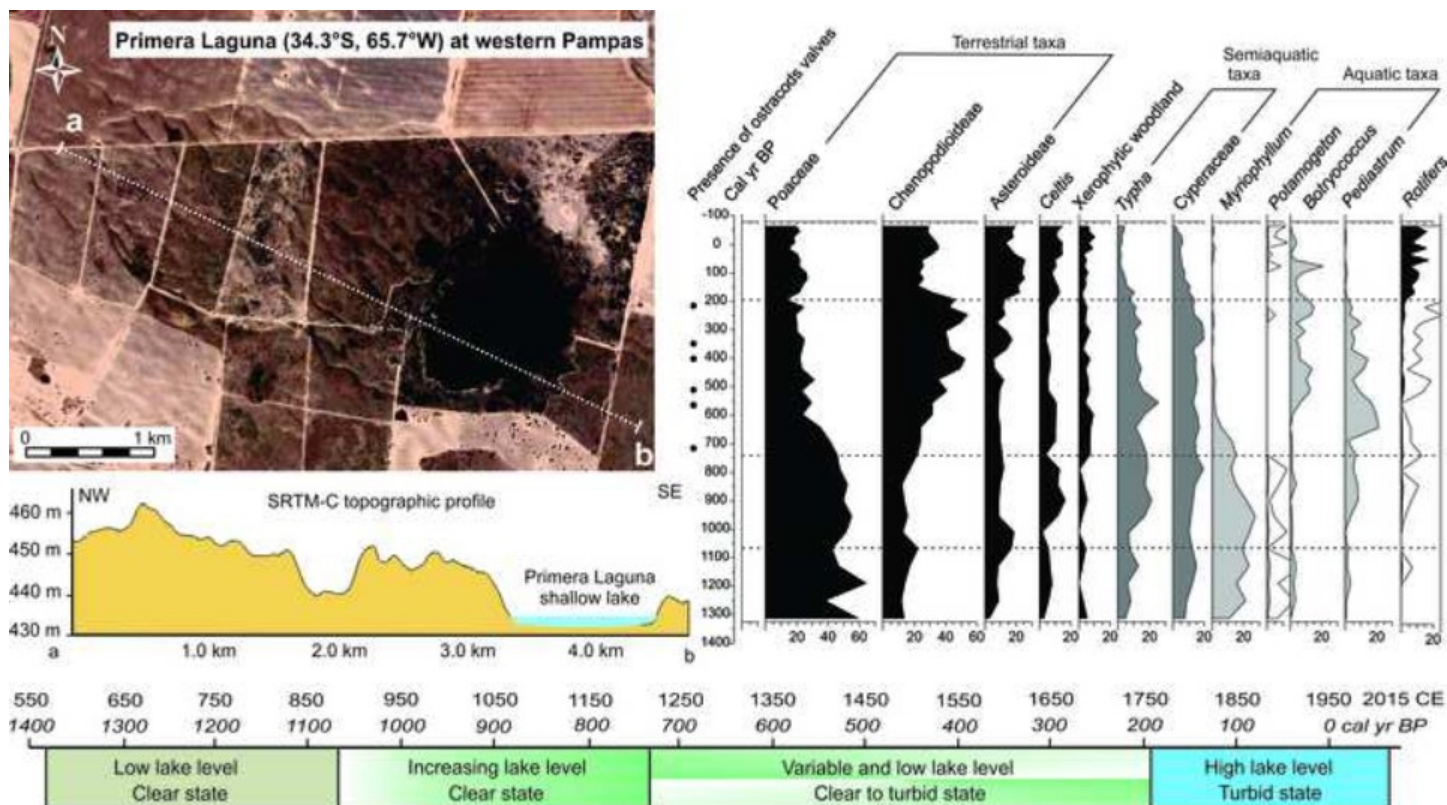 N
Primera Laguna (34.3°S, 65.7°W) at western Pampas
a
0 1 km
b
NW SRTM-C topographic profile SE
460 m
450 m
440 m
430 m
Primera Laguna
shallow lake
a 1.0 km 2.0 km 3.0 km 4.0 km b
Terrestrial taxa
Semiaquatic
taxa
Aquatic taxa
Presence of ostracods valves
Cal yr BP
Poaceae
Chenopodioideae
Asteroideae
Celtis
Xerophytic woodland
Typha
Cyperaceae
Myriophyllum
Potamogeton
Botryococcus
Pediastrum
Rotifera
-100
0
100
200
300
400
500
600
700
800
900
1000
1100
1200
1300
1400
20 40 60 20 40 60 20 20 10 20 20 20 20 20 20
550 650 750 850 950 1050 1150 1250 1350 1450 1550 1650 1750 1850 1950 2015 CE
1400 1300 1200 1100 1000 900 800 700 600 500 400 300 200 100 0 cal yr BP
Low lake level Increasing lake level Variable and low lake level High lake level
Clear state Clear state Clear to turbid state Turbid state